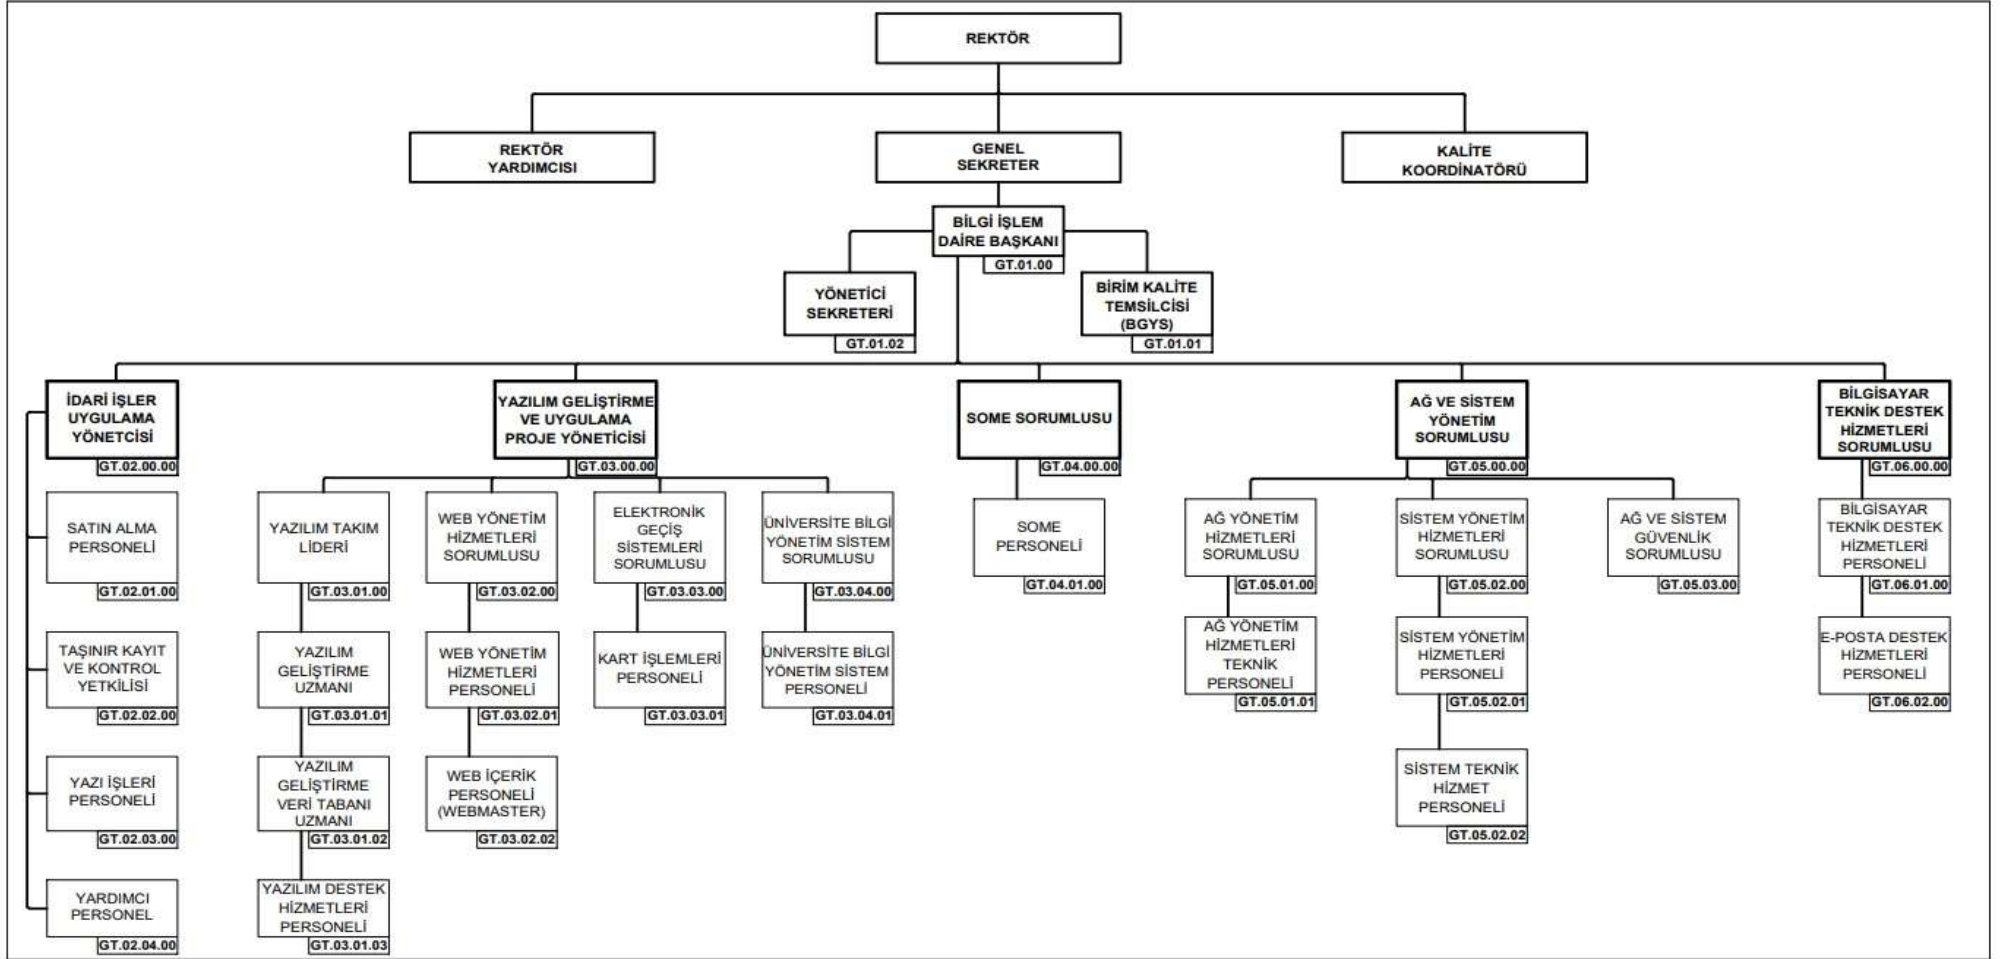 REKTÖR
REKTÖR
YARDIMCISI
GENEL
SEKRETER
KALİTE
KOORDİNATÖRÜ
BİLGİ İŞLEM
DAİRE BAŞKANI
GT.01.00
YÖNETİCİ
SEKRETERİ
GT.01.02
BİRİM KALİTE
TEMSİLCİSİ
(BGYS)
GT.01.01
İDARİ İŞLER
UYGULAMA
YÖNETCİSİ
GT.02.00.00
YAZILIM GELİŞTİRME
VE UYGULAMA
PROJE YÖNETİCİSİ
GT.03.00.00
SOME SORUMLUSU
GT.04.00.00
AĞ VE SİSTEM
YÖNETİM
SORUMLUSU
GT.05.00.00
BİLGİSAYAR
TEKNİK DESTEK
HİZMETLERİ
SORUMLUSU
GT.06.00.00
SATIN ALMA
PERSONELİ
GT.02.01.00
YAZILIM TAKIM
LİDERİ
GT.03.01.00
WEB YÖNETİM
HİZMETLERİ
SORUMLUSU
GT.03.02.00
ELEKTRONİK
GEÇİŞ
SİSTEMLERİ
SORUMLUSU
GT.03.03.00
ÜNİVERSİTE BİLGİ
YÖNETİM SİSTEM
SORUMLUSU
GT.03.04.00
SOME
PERSONELİ
GT.04.01.00
AĞ YÖNETİM
HİZMETLERİ
SORUMLUSU
GT.05.01.00
SİSTEM YÖNETİM
HİZMETLERİ
SORUMLUSU
GT.05.02.00
AĞ VE SİSTEM
GÜVENLİK
SORUMLUSU
GT.05.03.00
BİLGİSAYAR
TEKNİK DESTEK
HİZMETLERİ
PERSONELİ
GT.06.01.00
TAŞINIR KAYIT
VE KONTROL
YETKİLİSİ
GT.02.02.00
YAZILIM
GELİŞTİRME
UZMANI
GT.03.01.01
WEB YÖNETİM
HİZMETLERİ
PERSONELİ
GT.03.02.01
KART İŞLEMLERİ
PERSONELİ
GT.03.03.01
ÜNİVERSİTE BİLGİ
YÖNETİM SİSTEM
PERSONELİ
GT.03.04.01
AĞ YÖNETİM
HİZMETLERİ
TEKNİK
PERSONELİ
GT.05.01.01
SİSTEM YÖNETİM
HİZMETLERİ
PERSONELİ
GT.05.02.01
E-POSTA DESTEK
HİZMETLERİ
PERSONELİ
GT.06.02.00
YAZI İŞLERİ
PERSONELİ
GT.02.03.00
YAZILIM
GELİŞTİRME
VERİ TABANI
UZMANI
GT.03.01.02
WEB İÇERİK
PERSONELİ
(WEBMASTER)
GT.03.02.02
SİSTEM TEKNİK
HİZMET
PERSONELİ
GT.05.02.02
YARDIMCI
PERSONEL
GT.02.04.00
YAZILIM DESTEK
HİZMETLERİ
PERSONELİ
GT.03.01.03